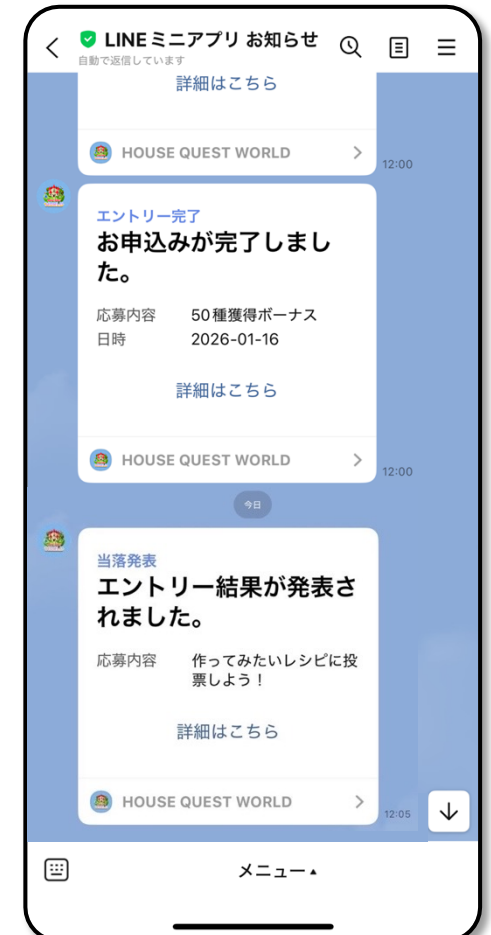 LINEミニアプリ お知らせ
自動で返信しています
詳細はこちら
HOUSE QUEST WORLD
12:00
エントリー完了
お申込みが完了しまし
た。
応募内容 50種獲得ボーナス
日時 2026-01-16
詳細はこちら
HOUSE QUEST WORLD
12:00
今日
当落発表
エントリー結果が発表さ
れました。
応募内容 作ってみたいレシピに投
票しよう！
詳細はこちら
HOUSE QUEST WORLD
12:05
メニュー▲